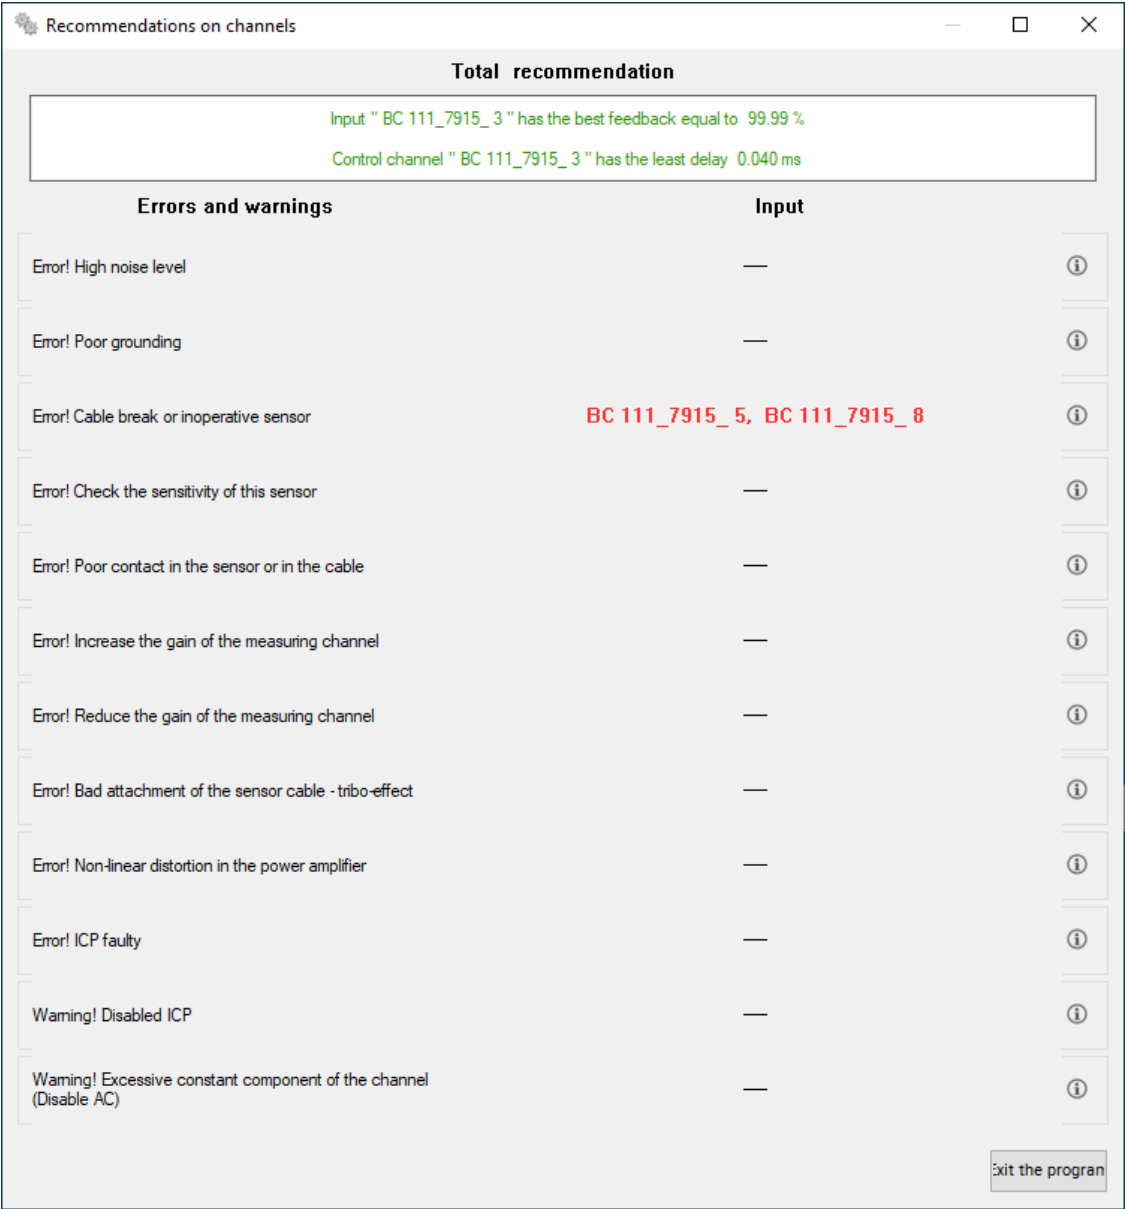 Recommendations on channels
Total recommendation
Input " BC 111_7915_ 3 " has the best feedback equal to 99.99 %
Control channel " BC 111_7915_ 3 " has the least delay 0.040 ms
Errors and warnings
Input
Error! High noise level
—
Error! Poor grounding
—
Error! Cable break or inoperative sensor
BC 111_7915_ 5, BC 111_7915_ 8
Error! Check the sensitivity of this sensor
—
Error! Poor contact in the sensor or in the cable
—
Error! Increase the gain of the measuring channel
—
Error! Reduce the gain of the measuring channel
—
Error! Bad attachment of the sensor cable - tribo-effect
—
Error! Non-linear distortion in the power amplifier
—
Error! ICP faulty
—
Warning! Disabled ICP
—
Warning! Excessive constant component of the channel
(Disable AC)
—
Exit the program